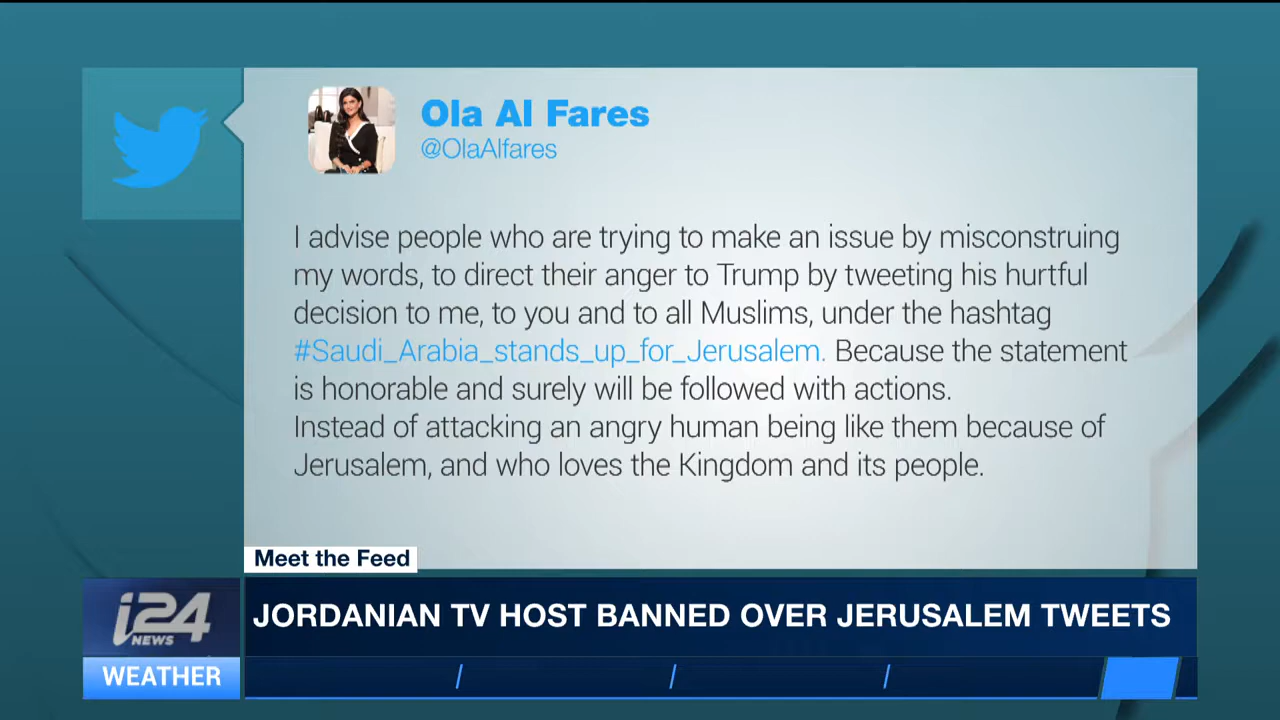 Ola Al Fares
@OlaAlfares
I advise people who are trying to make an issue by misconstruing
my words, to direct their anger to Trump by tweeting his hurtful
decision to me, to you and to all Muslims, under the hashtag
#Saudi_Arabia_stands_up_for_Jerusalem. Because the statement
is honorable and surely will be followed with actions.
Instead of attacking an angry human being like them because of
Jerusalem, and who loves the Kingdom and its people.
Meet the Feed
i24
NEWS
JORDANIAN TV HOST BANNED OVER JERUSALEM TWEETS
WEATHER